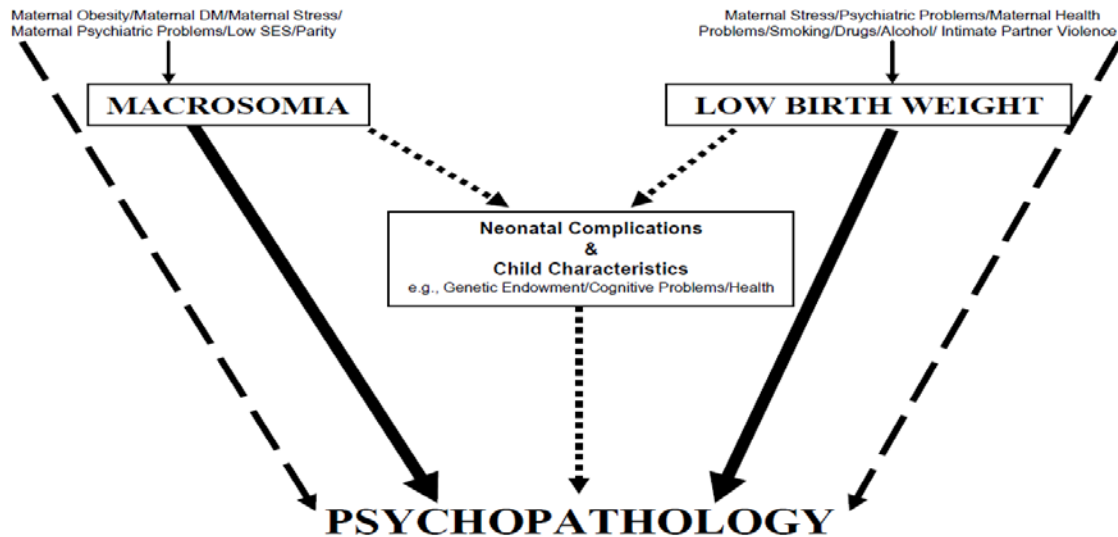 Maternal Obesity/Maternal DM/Maternal Stress/
Maternal Psychiatric Problems/Low SES/Parity
Maternal Stress/Psychiatric Problems/Maternal Health
Problems/Smoking/Drugs/Alcohol/ Intimate Partner Violence
MACROSOMIA
LOW BIRTH WEIGHT
Neonatal Complications
&
Child Characteristics
e.g., Genetic Endowment/Cognitive Problems/Health
PSYCHOPATHOLOGY